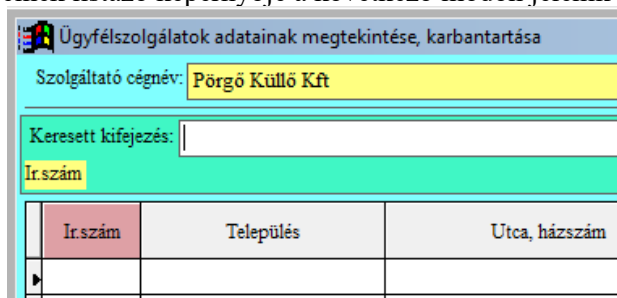 Ügyfélszolgálatok adatainak megtekintése, karbantartása
Szolgáltató cégnév: Pörgő Küllő Kft
Keresett kifejezés:
Ir.szám
Ir.szám Település Utca, házszám